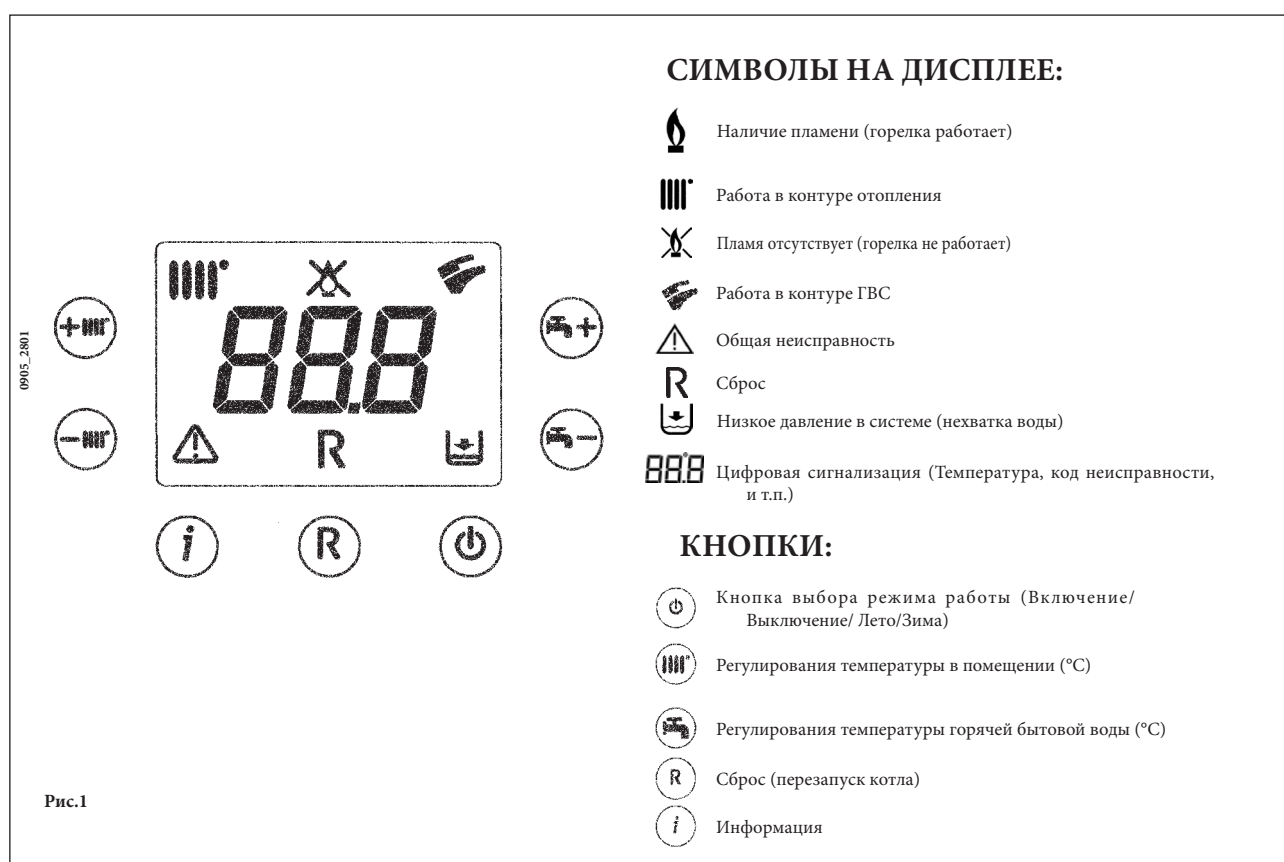 СИМВОЛЫ НА ДИСПЛЕЕ:
Наличие пламени (горелка работает)
Работа в контуре отопления
Пламя отсутствует (горелка не работает)
Работа в контуре ГВС
Общая неисправность
R Сброс
Низкое давление в системе (нехватка воды)
88.8 Цифровая сигнализация (Температура, код неисправности,
и т.п.)
КНОПКИ:
Кнопка выбора режима работы (Включение/
Выключение/ Лето/Зима)
Регулирования температуры в помещении (°C)
Регулирования температуры горячей бытовой воды (°C)
R Сброс (перезапуск котла)
i Информация
0905_2801
+ +
88.8
- -
R
i R
Рис.1